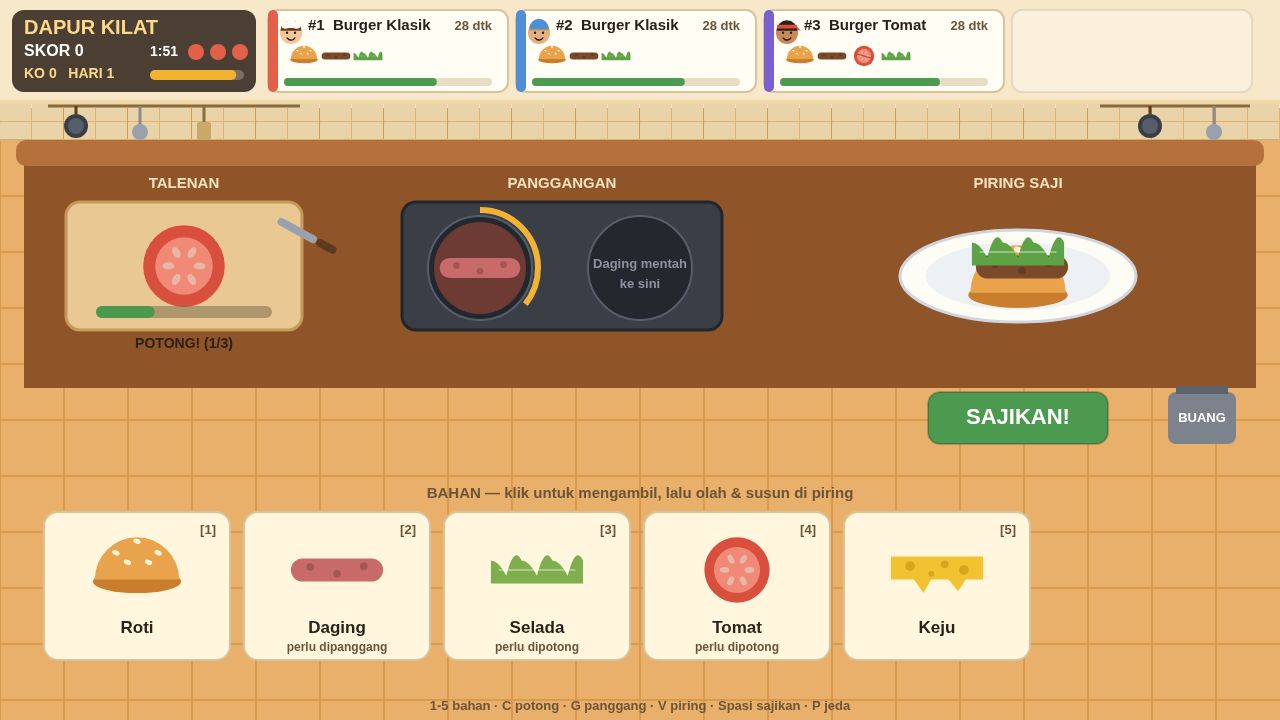 DAPUR KILAT
SKOR 0
1:51
KO 0 HARI 1
#1 Burger Klasik 28 dtk
#2 Burger Klasik 28 dtk
#3 Burger Tomat 28 dtk
TALENAN
PANGGANGAN
PIRING SAJI
Daging mentah
ke sini
POTONG! (1/3)
SAJIKAN!
BUANG
BAHAN — klik untuk mengambil, lalu olah & susun di piring
[1]
Roti
[2]
Daging
perlu dipanggang
[3]
Selada
perlu dipotong
[4]
Tomat
perlu dipotong
[5]
Keju
1-5 bahan · C potong · G panggang · V piring · Spasi sajikan · P jeda